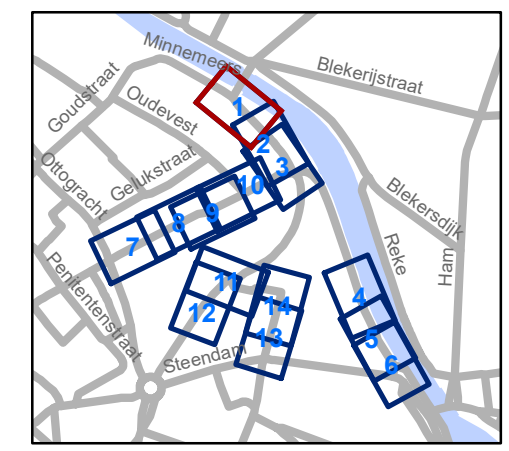 Minnemeers
Blekerijstraat
Goudstraat
Oudevest
1
2
Gelukstraat
3
Ottogracht
10
Blekersdijk
9
8
7
Reke
Ham
Penitentenstraat
11
14
4
12
13
5
Steendam
6